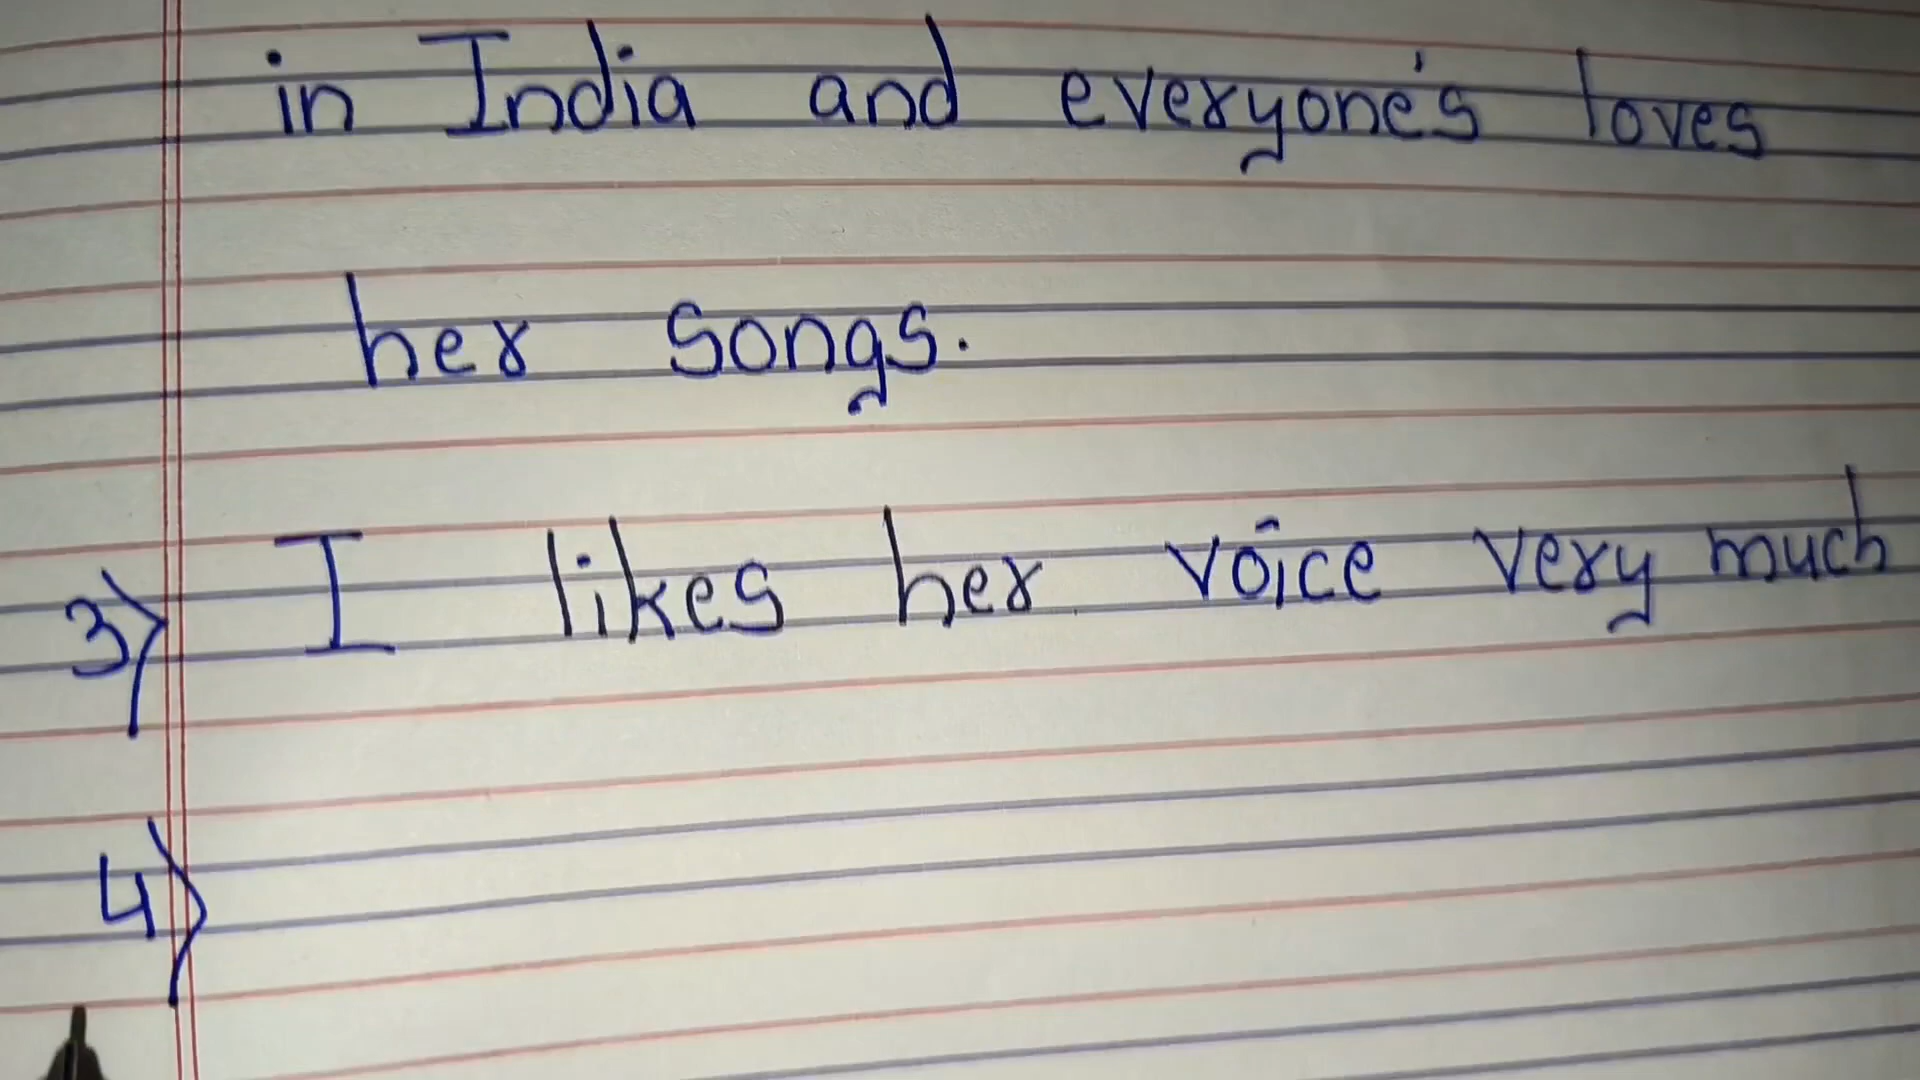 in India and everyone's loves
her songs.
3) I likes her voice very much
4)